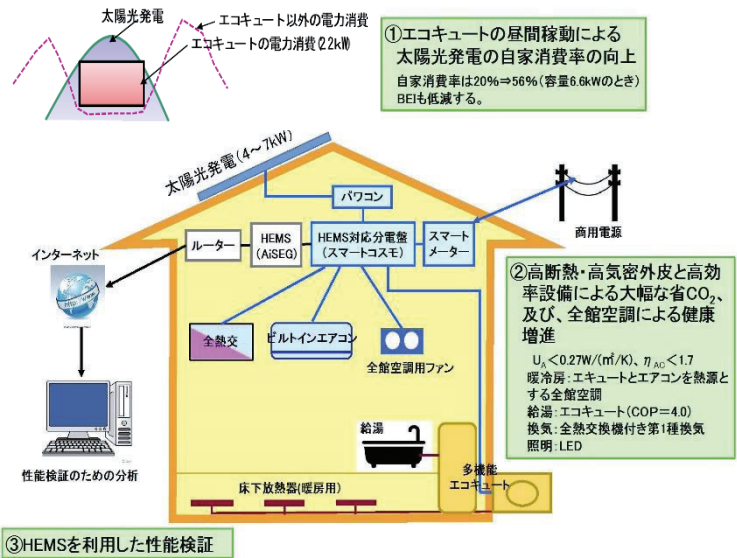 太陽光発電
エコキュート以外の電力消費
エコキュートの電力消費(2.2kW)
①エコキュートの昼間稼動による
太陽光発電の自家消費率の向上
自家消費率は20%⇒56%(容量6.6kWのとき)
BEIも低減する。
太陽光発電(4～7kW)
パワコン
インターネット
ルーター
HEMS
(AiSEG)
HEMS対応分電盤
(スマートコスモ)
スマート
メーター
商用電源
http://www.
②高断熱・高気密外皮と高効
率設備による大幅な省CO₂、
及び、全館空調による健康
増進
U_A＜0.27W/(㎡/K)、η_AC＜1.7
暖冷房：エキュートとエアコンを熱源と
する全館空調
給湯：エコキュート(COP＝4.0)
換気：全熱交換機付き第1種換気
照明：LED
全熱交
ビルトインエアコン
全館空調用ファン
給湯
多機能
エコキュート
性能検証のための分析
床下放熱器(暖房用)
③HEMSを利用した性能検証